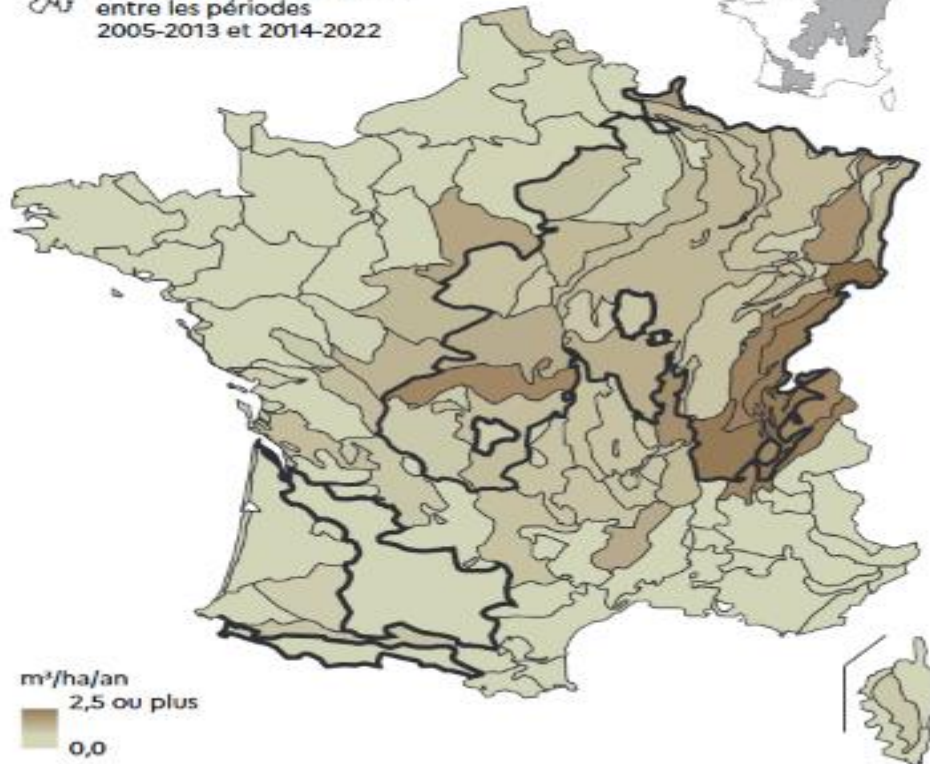 entre les périodes
2005-2013 et 2014-2022
m³/ha/an
2,5 ou plus
0,0